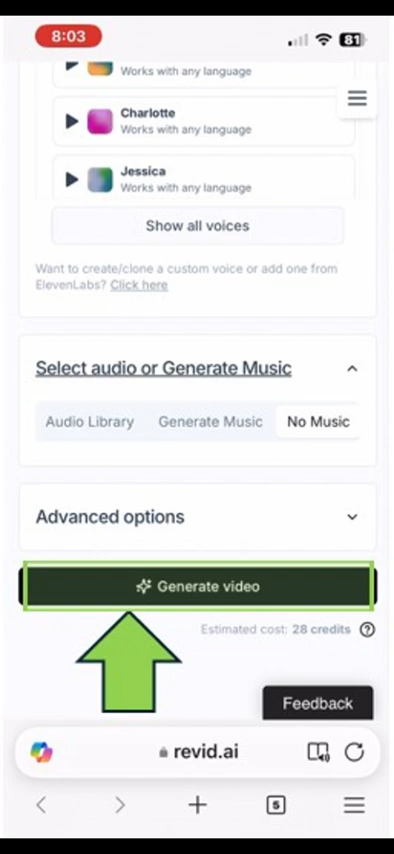 8:03
81
Works with any language
Charlotte
Works with any language
Jessica
Works with any language
Show all voices
Want to create/clone a custom voice or add one from
ElevenLabs? Click here
Select audio or Generate Music
Audio Library Generate Music No Music
Advanced options
Generate video
Estimated cost: 28 credits ?
Feedback
revid.ai
5